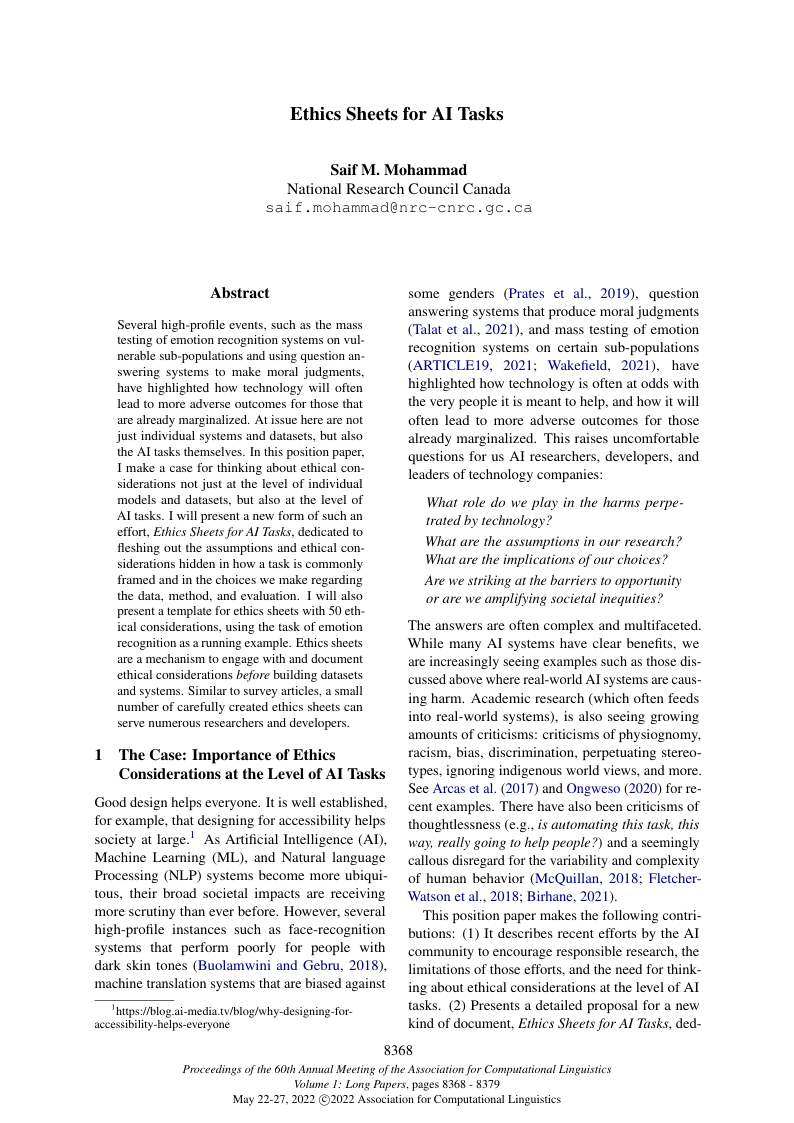 Ethics Sheets for AI Tasks
Saif M. Mohammad
National Research Council Canada
saif.mohammad@nrc-cnrc.gc.ca
Abstract
Several high-profile events, such as the mass
testing of emotion recognition systems on vul-
nerable sub-populations and using question an-
swering systems to make moral judgments,
have highlighted how technology will often
lead to more adverse outcomes for those that
are already marginalized. At issue here are not
just individual systems and datasets, but also
the AI tasks themselves. In this position paper,
I make a case for thinking about ethical con-
siderations not just at the level of individual
models and datasets, but also at the level of
AI tasks. I will present a new form of such an
effort, Ethics Sheets for AI Tasks, dedicated to
fleshing out the assumptions and ethical con-
siderations hidden in how a task is commonly
framed and in the choices we make regarding
the data, method, and evaluation. I will also
present a template for ethics sheets with 50 eth-
ical considerations, using the task of emotion
recognition as a running example. Ethics sheets
are a mechanism to engage with and document
ethical considerations before building datasets
and systems. Similar to survey articles, a small
number of carefully created ethics sheets can
serve numerous researchers and developers.
1 The Case: Importance of Ethics
Considerations at the Level of AI Tasks
Good design helps everyone. It is well established,
for example, that designing for accessibility helps
society at large.1 As Artificial Intelligence (AI),
Machine Learning (ML), and Natural language
Processing (NLP) systems become more ubiqui-
tous, their broad societal impacts are receiving
more scrutiny than ever before. However, several
high-profile instances such as face-recognition
systems that perform poorly for people with
dark skin tones (Buolamwini and Gebru, 2018),
machine translation systems that are biased against
1https://blog.ai-media.tv/blog/why-designing-for-
accessibility-helps-everyone
some genders (Prates et al., 2019), question
answering systems that produce moral judgments
(Talat et al., 2021), and mass testing of emotion
recognition systems on certain sub-populations
(ARTICLE19, 2021; Wakefield, 2021), have
highlighted how technology is often at odds with
the very people it is meant to help, and how it will
often lead to more adverse outcomes for those
already marginalized. This raises uncomfortable
questions for us AI researchers, developers, and
leaders of technology companies:
What role do we play in the harms perpe-
trated by technology?
What are the assumptions in our research?
What are the implications of our choices?
Are we striking at the barriers to opportunity
or are we amplifying societal inequities?
The answers are often complex and multifaceted.
While many AI systems have clear benefits, we
are increasingly seeing examples such as those dis-
cussed above where real-world AI systems are caus-
ing harm. Academic research (which often feeds
into real-world systems), is also seeing growing
amounts of criticisms: criticisms of physiognomy,
racism, bias, discrimination, perpetuating stereo-
types, ignoring indigenous world views, and more.
See Arcas et al. (2017) and Ongweso (2020) for re-
cent examples. There have also been criticisms of
thoughtlessness (e.g., is automating this task, this
way, really going to help people?) and a seemingly
callous disregard for the variability and complexity
of human behavior (McQuillan, 2018; Fletcher-
Watson et al., 2018; Birhane, 2021).
This position paper makes the following contri-
butions: (1) It describes recent efforts by the AI
community to encourage responsible research, the
limitations of those efforts, and the need for think-
ing about ethical considerations at the level of AI
tasks. (2) Presents a detailed proposal for a new
kind of document, Ethics Sheets for AI Tasks, ded-
8368
Proceedings of the 60th Annual Meeting of the Association for Computational Linguistics
Volume 1: Long Papers, pages 8368 - 8379
May 22-27, 2022 ©2022 Association for Computational Linguistics